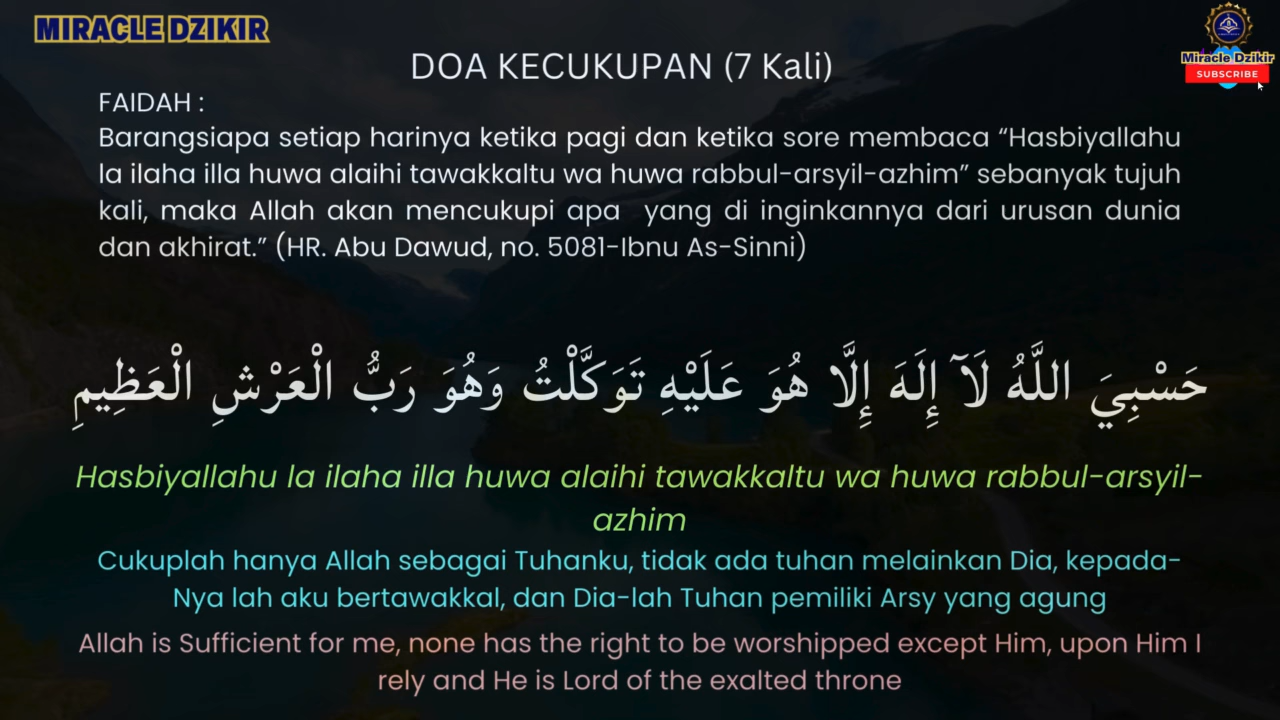 MIRACLE DZIKIR
Miracle Dzikir
SUBSCRIBE
DOA KECUKUPAN (7 Kali)
FAIDAH :
Barangsiapa setiap harinya ketika pagi dan ketika sore membaca “Hasbiyallahu
la ilaha illa huwa alaihi tawakkaltu wa huwa rabbul-arsyil-azhim” sebanyak tujuh
kali, maka Allah akan mencukupi apa yang di inginkannya dari urusan dunia
dan akhirat.” (HR. Abu Dawud, no. 5081-Ibnu As-Sinni)
حَسْبِيَ اللَّهُ لَآ إِلَهَ إِلَّا هُوَ عَلَيْهِ تَوَكَّلْتُ وَهُوَ رَبُّ الْعَرْشِ الْعَظِيمِ
Hasbiyallahu la ilaha illa huwa alaihi tawakkaltu wa huwa rabbul-arsyil-
azhim
Cukuplah hanya Allah sebagai Tuhanku, tidak ada tuhan melainkan Dia, kepada-
Nya lah aku bertawakkal, dan Dia-lah Tuhan pemiliki Arsy yang agung
Allah is Sufficient for me, none has the right to be worshipped except Him, upon Him I
rely and He is Lord of the exalted throne